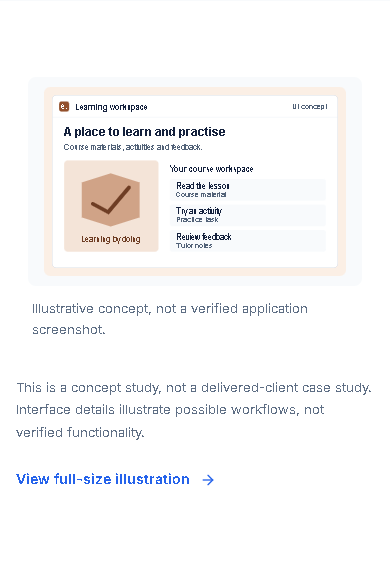 e.
Learning workspace
UI concept
A place to learn and practise
Course materials, activities and feedback.
Learning by doing
Your course workspace
Read the lesson
Course material
Try an activity
Practice task
Review feedback
Tutor notes
Illustrative concept, not a verified application
screenshot.
This is a concept study, not a delivered-client case study.
Interface details illustrate possible workflows, not
verified functionality.
View full-size illustration →